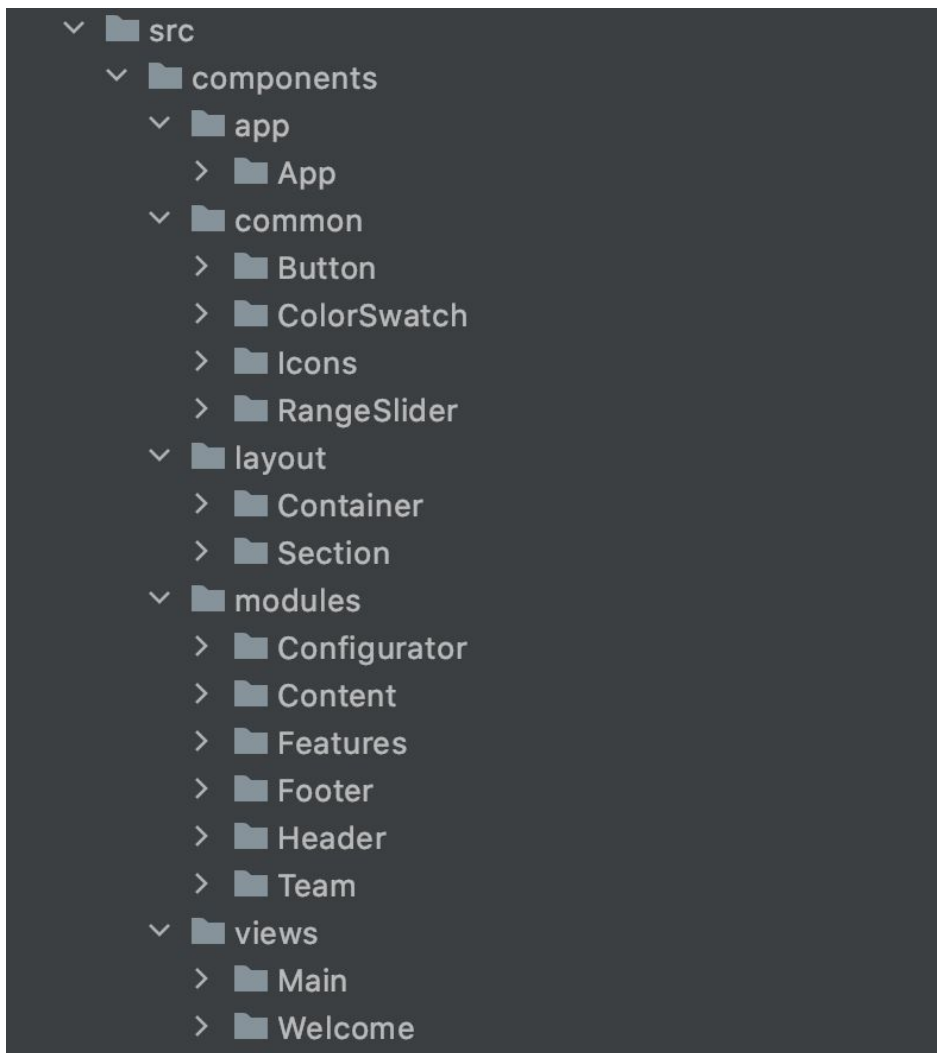 src
components
app
App
common
Button
ColorSwatch
Icons
RangeSlider
layout
Container
Section
modules
Configurator
Content
Features
Footer
Header
Team
views
Main
Welcome